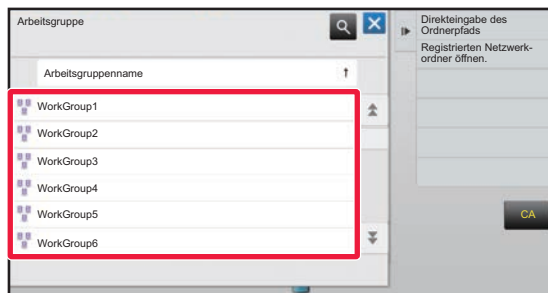 Arbeitsgruppe
Arbeitsgruppenname
WorkGroup1
WorkGroup2
WorkGroup3
WorkGroup4
WorkGroup5
WorkGroup6
Direkteingabe des
Ordnerpfads
Registrierten Netzwerk-
ordner öffnen.
CA